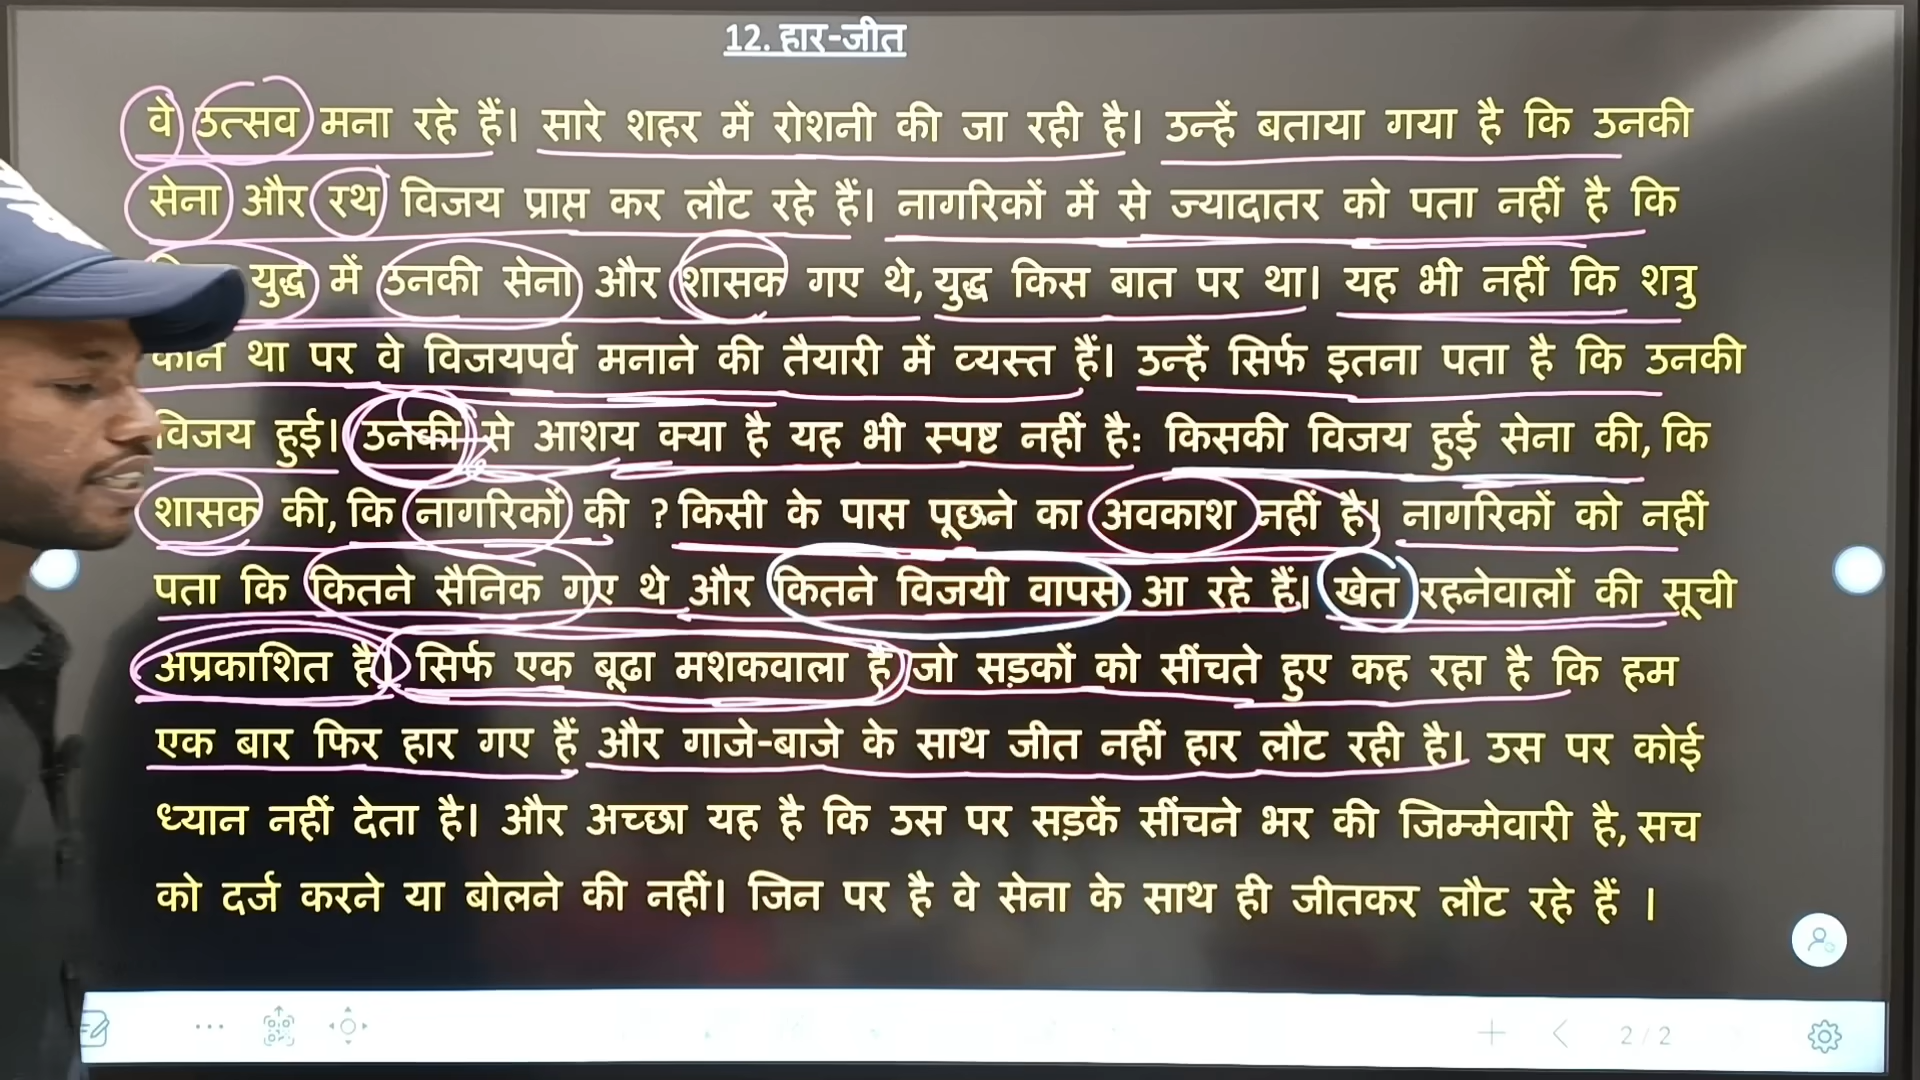 12. हार-जीत
वे उत्सव मना रहे हैं। सारे शहर में रोशनी की जा रही है। उन्हें बताया गया है कि उनकी
सेना और रथ विजय प्राप्त कर लौट रहे हैं। नागरिकों में से ज्यादातर को पता नहीं है कि
युद्ध में उनकी सेना और शासक गए थे, युद्ध किस बात पर था। यह भी नहीं कि शत्रु
कौन था पर वे विजयपर्व मनाने की तैयारी में व्यस्त हैं। उन्हें सिर्फ इतना पता है कि उनकी
विजय हुई। उनकी से आशय क्या है यह भी स्पष्ट नहीं है: किसकी विजय हुई सेना की, कि
शासक की, कि नागरिकों की ? किसी के पास पूछने का अवकाश नहीं है। नागरिकों को नहीं
पता कि कितने सैनिक गए थे और कितने विजयी वापस आ रहे हैं। खेत रहनेवालों की सूची
अप्रकाशित है। सिर्फ एक बूढा मशकवाला है जो सड़कों को सींचते हुए कह रहा है कि हम
एक बार फिर हार गए हैं और गाजे-बाजे के साथ जीत नहीं हार लौट रही है। उस पर कोई
ध्यान नहीं देता है। और अच्छा यह है कि उस पर सड़कें सींचने भर की जिम्मेवारी है, सच
को दर्ज करने या बोलने की नहीं। जिन पर है वे सेना के साथ ही जीतकर लौट रहे हैं ।
2/2